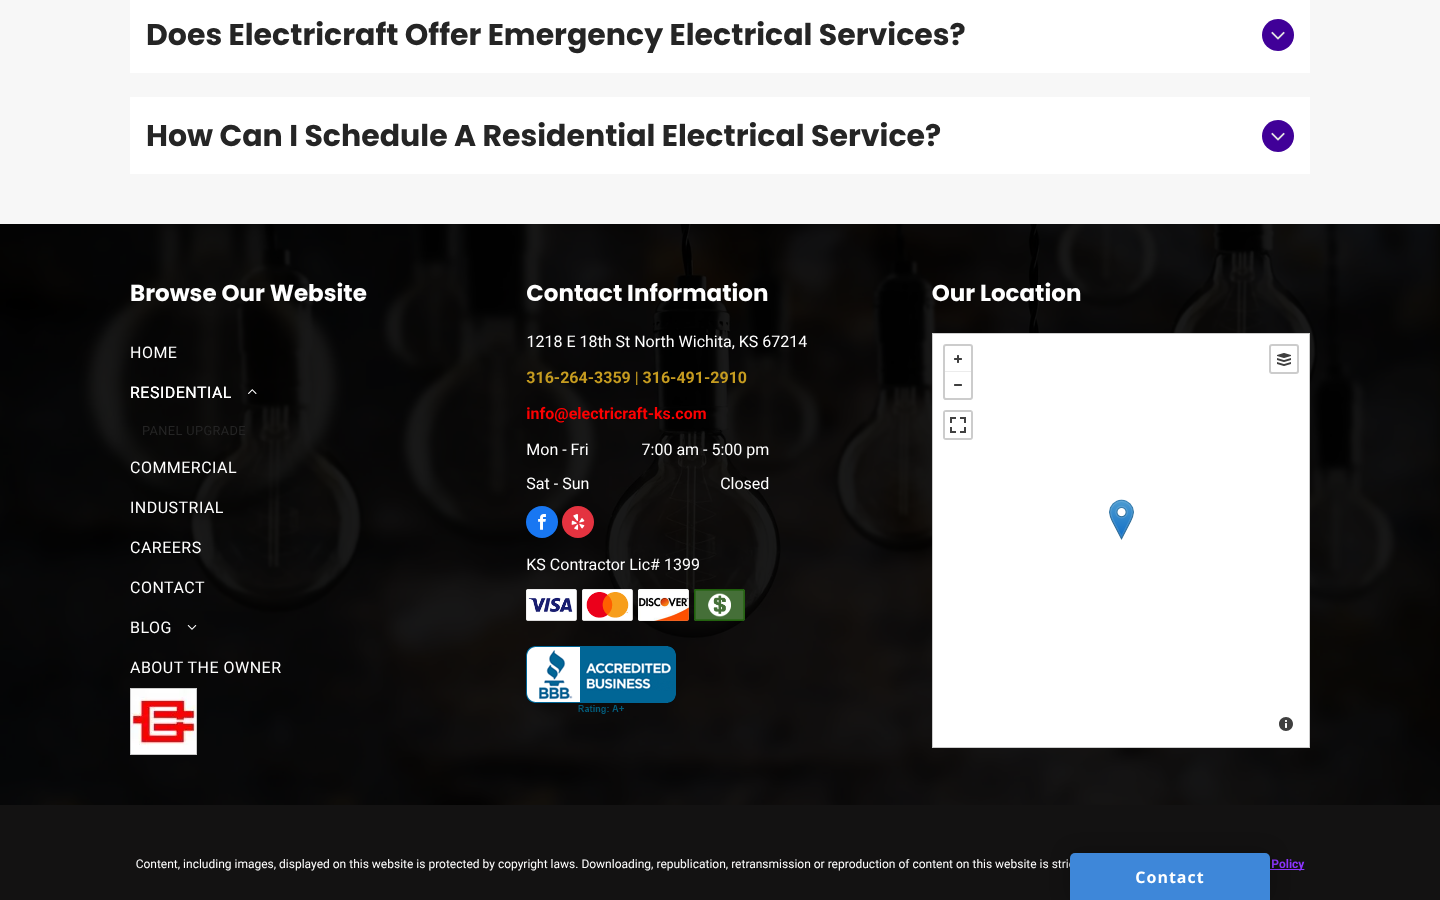 Does Electricraft Offer Emergency Electrical Services?
How Can I Schedule A Residential Electrical Service?
Browse Our Website
HOME
RESIDENTIAL
PANEL UPGRADE
COMMERCIAL
INDUSTRIAL
CAREERS
CONTACT
BLOG
ABOUT THE OWNER
Contact Information
1218 E 18th St North Wichita, KS 67214
316-264-3359 | 316-491-2910
info@electricraft-ks.com
Mon - Fri 7:00 am - 5:00 pm
Sat - Sun Closed
KS Contractor Lic# 1399
VISA
DISCOVER
BBB
ACCREDITED
BUSINESS
Rating: A+
Our Location
+
−
Content, including images, displayed on this website is protected by copyright laws. Downloading, republication, retransmission or reproduction of content on this website is Policy
Contact